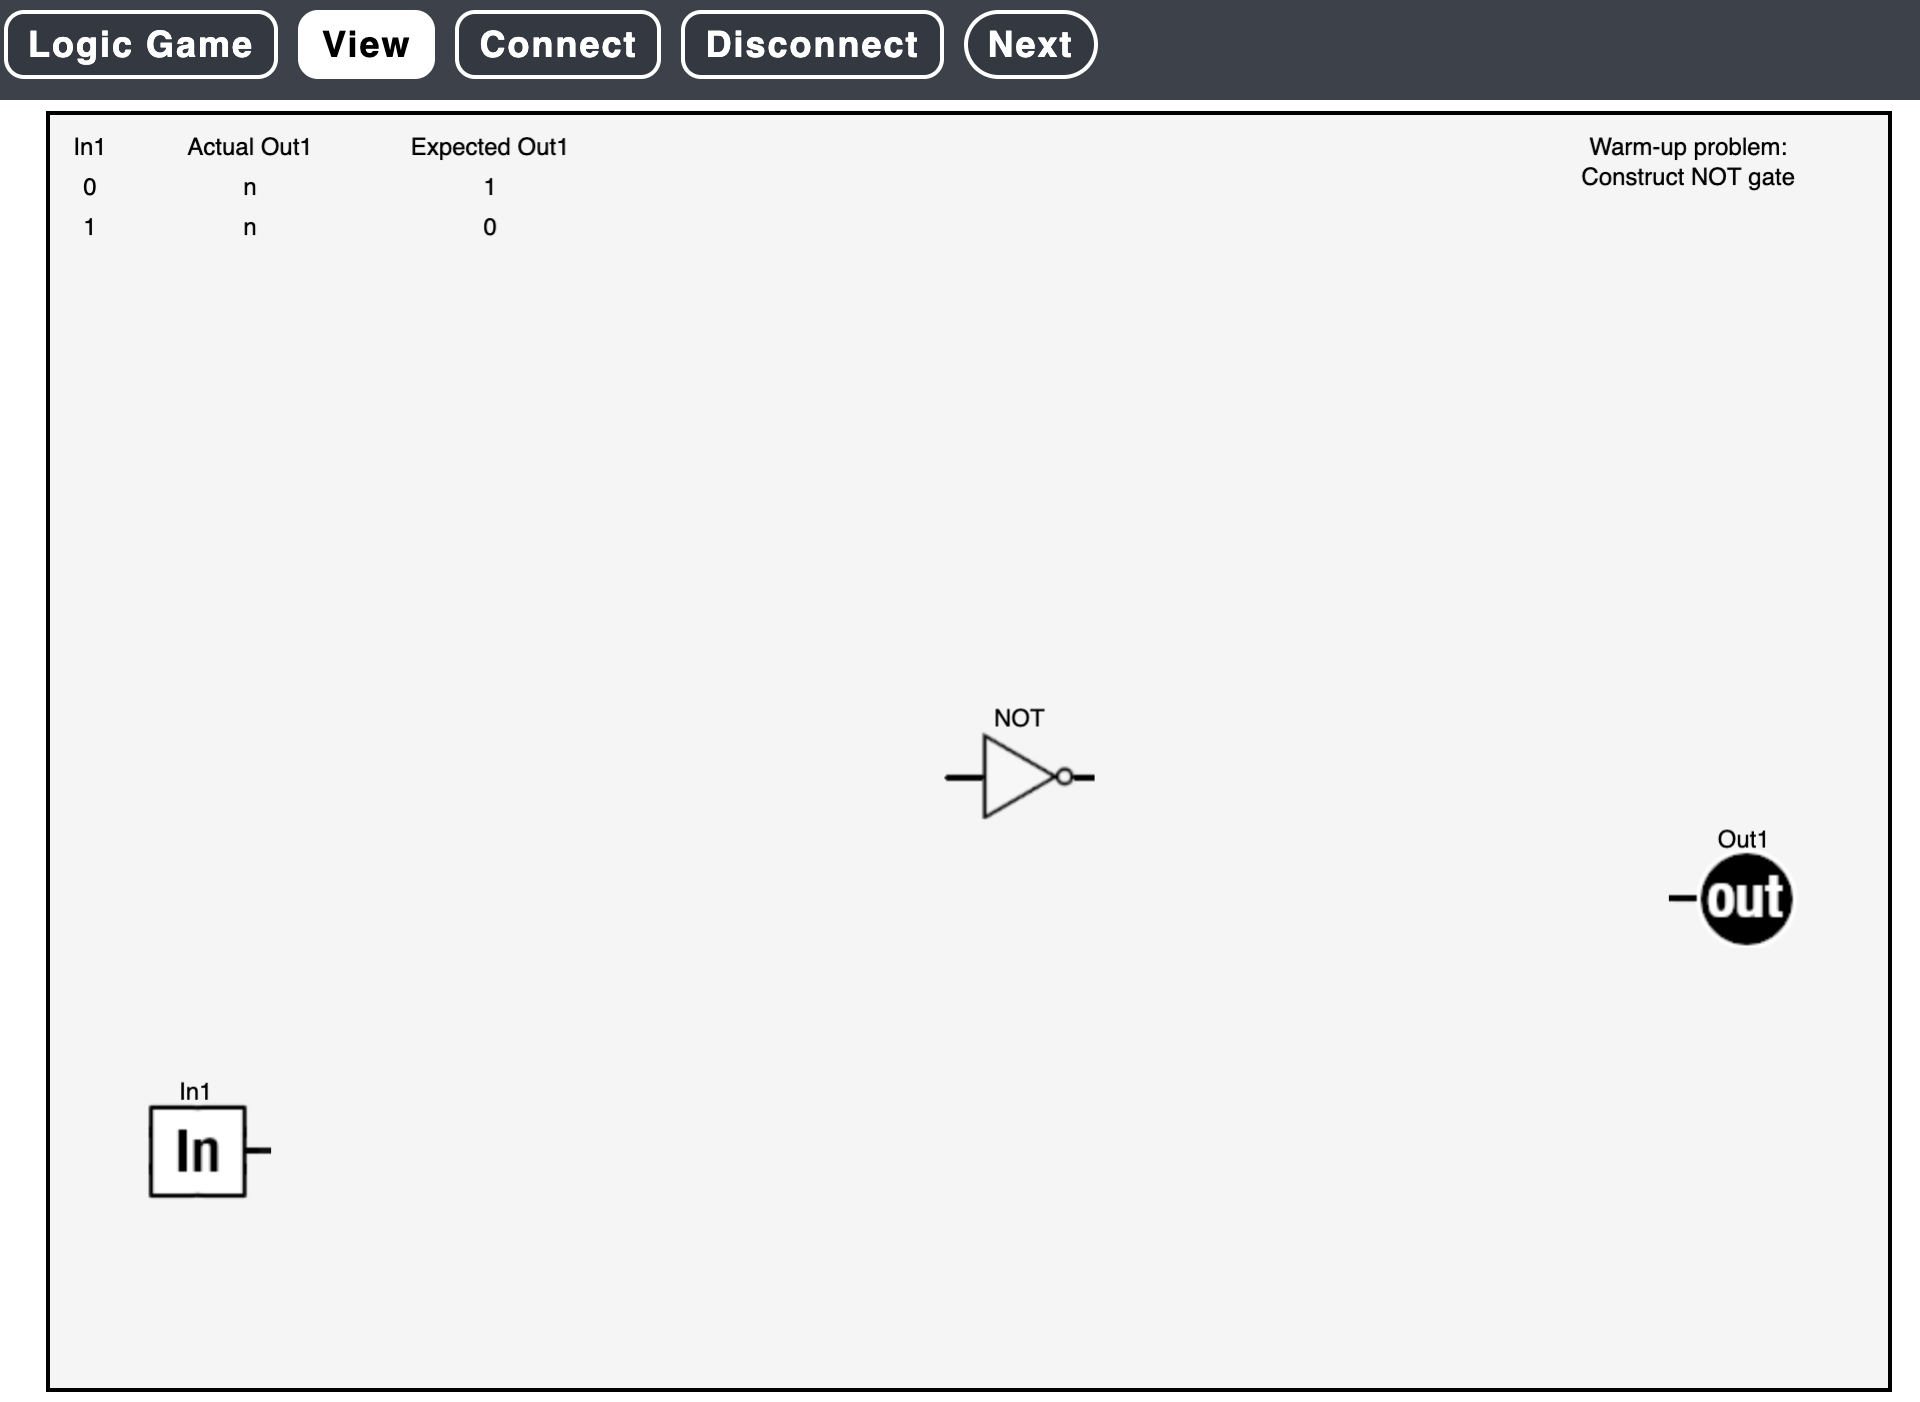 Logic Game View Connect Disconnect Next
In1 Actual Out1 Expected Out1
0 n 1
1 n 0
Warm-up problem:
Construct NOT gate
NOT
Out1
out
In1
In